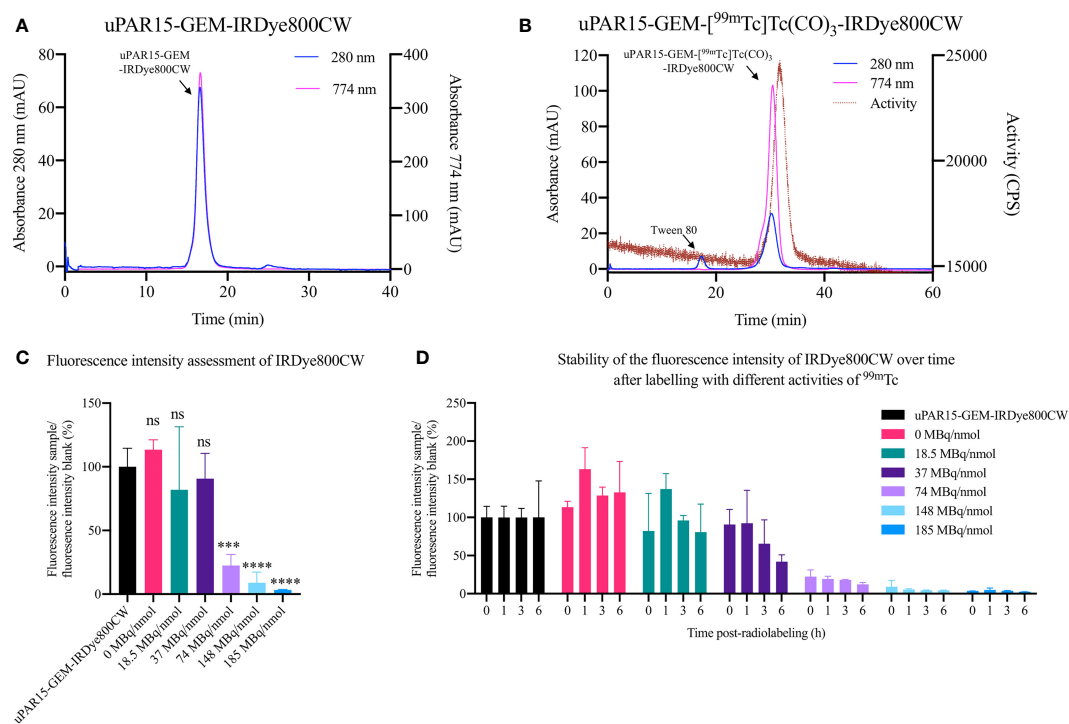 A
uPAR15-GEM-IRDye800CW
80
60
40
20
0
Absorbance 280 nm (mAU)
uPAR15-GEM
-IRDye800CW
280 nm
774 nm
400
300
200
100
0
Absorbance 774 nm (mAU)
0
10
20
30
40
Time (min)
B
uPAR15-GEM-[⁹⁹ᵐTc]Tc(CO)₃-IRDye800CW
120
100
80
60
40
20
0
Asorbance (mAU)
uPAR15-GEM-[⁹⁹ᵐTc]Tc(CO)₃
-IRDye800CW
Tween 80
280 nm
774 nm
Activity
25000
20000
15000
Activity (CPS)
0
20
40
60
Time (min)
C
Fluorescence intensity assessment of IRDye800CW
Fluorescence intensity sample/
fluoresence intensity blank (%)
150
100
50
0
ns
ns
ns
***
****
****
uPAR15-GEM-IRDye800CW
0 MBq/nmol
18.5 MBq/nmol
37 MBq/nmol
74 MBq/nmol
148 MBq/nmol
185 MBq/nmol
D
Stability of the fluorescence intensity of IRDye800CW over time
after labelling with different activities of ⁹⁹ᵐTc
Fluorescence intensity sample/
fluorescence intensity blank (%)
250
200
150
100
50
0
0 1 3 6 0 1 3 6 0 1 3 6 0 1 3 6 0 1 3 6 0 1 3 6 0 1 3 6
Time post-radiolabeling (h)
uPAR15-GEM-IRDye800CW
0 MBq/nmol
18.5 MBq/nmol
37 MBq/nmol
74 MBq/nmol
148 MBq/nmol
185 MBq/nmol